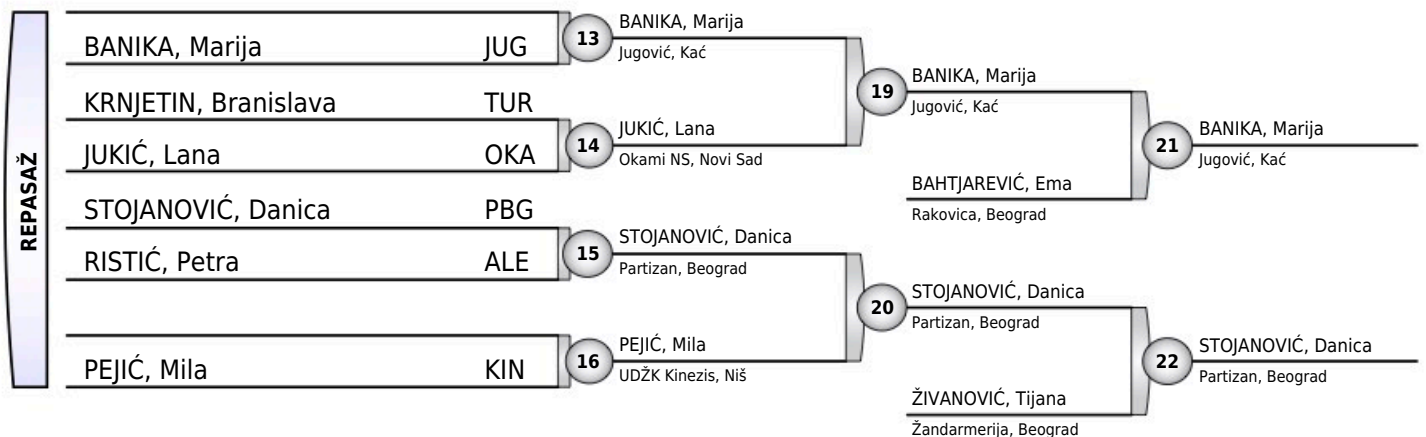 REPASAŽ
BANIKA, Marija JUG
KRNJETIN, Branislava TUR
JUKIĆ, Lana OKA
STOJANOVIĆ, Danica PBG
RISTIĆ, Petra ALE
PEJIĆ, Mila KIN
13
BANIKA, Marija
Jugović, Kać
14
JUKIĆ, Lana
Okami NS, Novi Sad
15
STOJANOVIĆ, Danica
Partizan, Beograd
16
PEJIĆ, Mila
UDŽK Kinezis, Niš
19
BANIKA, Marija
Jugović, Kać
BAHTJAREVIĆ, Ema
Rakovica, Beograd
20
STOJANOVIĆ, Danica
Partizan, Beograd
ŽIVANOVIĆ, Tijana
Žandarmerija, Beograd
21
BANIKA, Marija
Jugović, Kać
22
STOJANOVIĆ, Danica
Partizan, Beograd